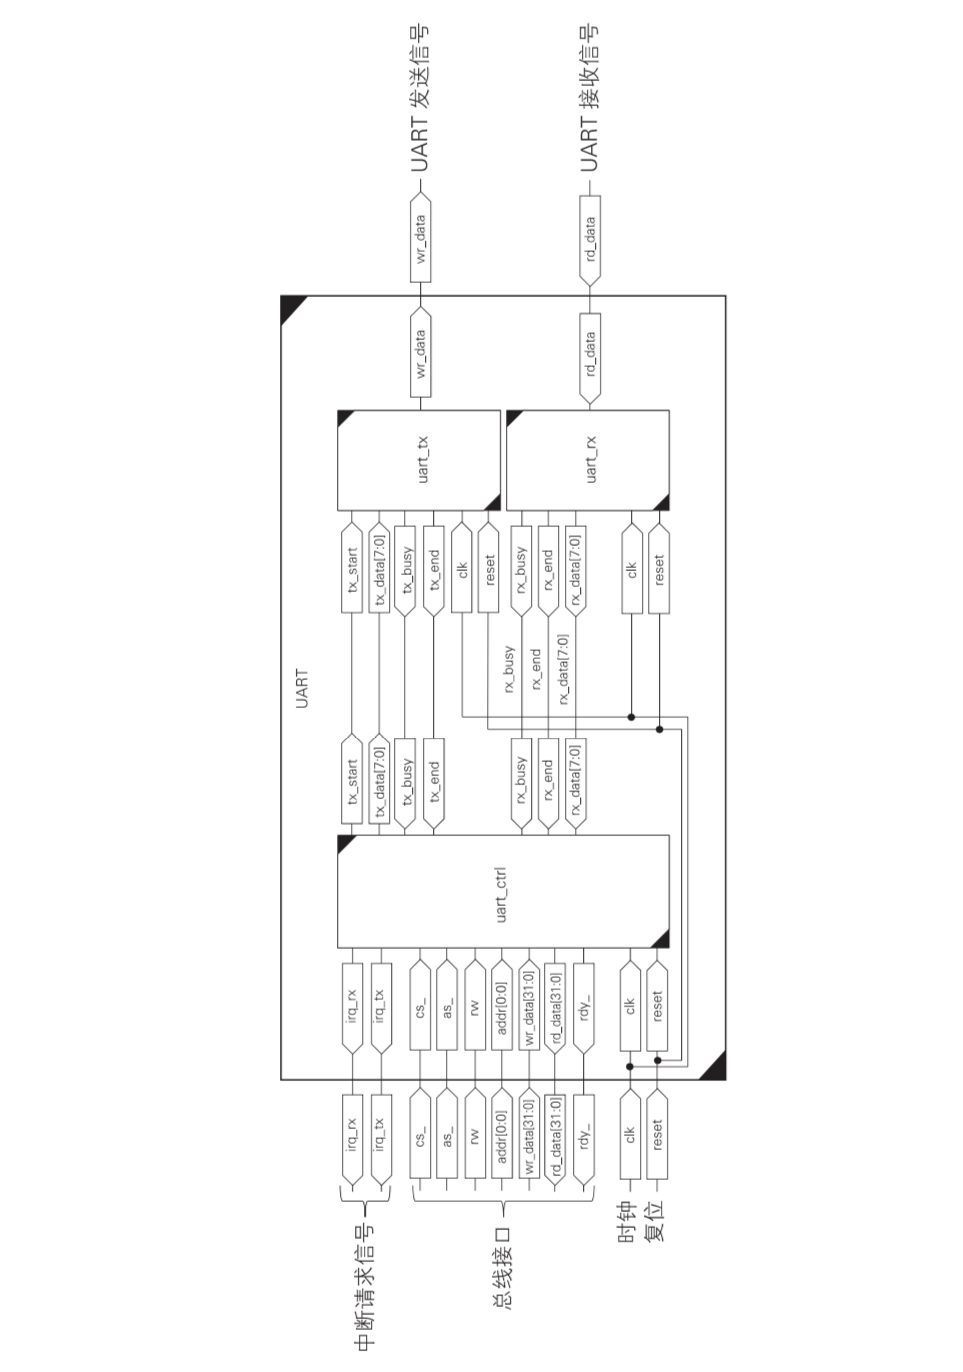 UART
中断请求信号
irq_rx
irq_rx
irq_tx
irq_tx
总线接口
cs_
cs_
as_
as_
rw
rw
addr[0:0]
addr[0:0]
wr_data[31:0]
wr_data[31:0]
rd_data[31:0]
rd_data[31:0]
rdy_
rdy_
时钟
clk
clk
复位
reset
reset
uart_ctrl
tx_start
tx_start
tx_data[7:0]
tx_data[7:0]
tx_busy
tx_busy
tx_end
tx_end
clk
reset
rx_busy
rx_busy
rx_busy
rx_end
rx_end
rx_end
rx_data[7:0]
rx_data[7:0]
rx_data[7:0]
clk
reset
uart_tx
wr_data
wr_data
UART 发送信号
uart_rx
rd_data
rd_data
UART 接收信号